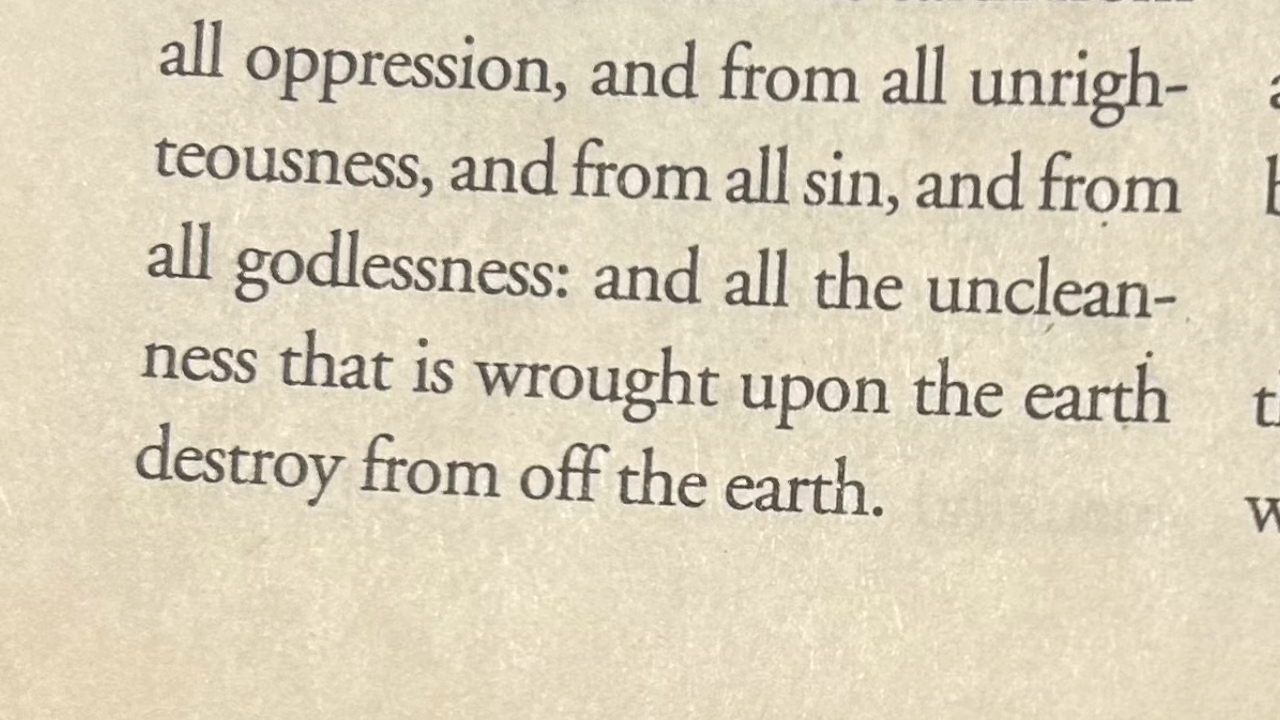 all oppression, and from all unrigh-
teousness, and from all sin, and from
all godlessness: and all the unclean-
ness that is wrought upon the earth
destroy from off the earth.